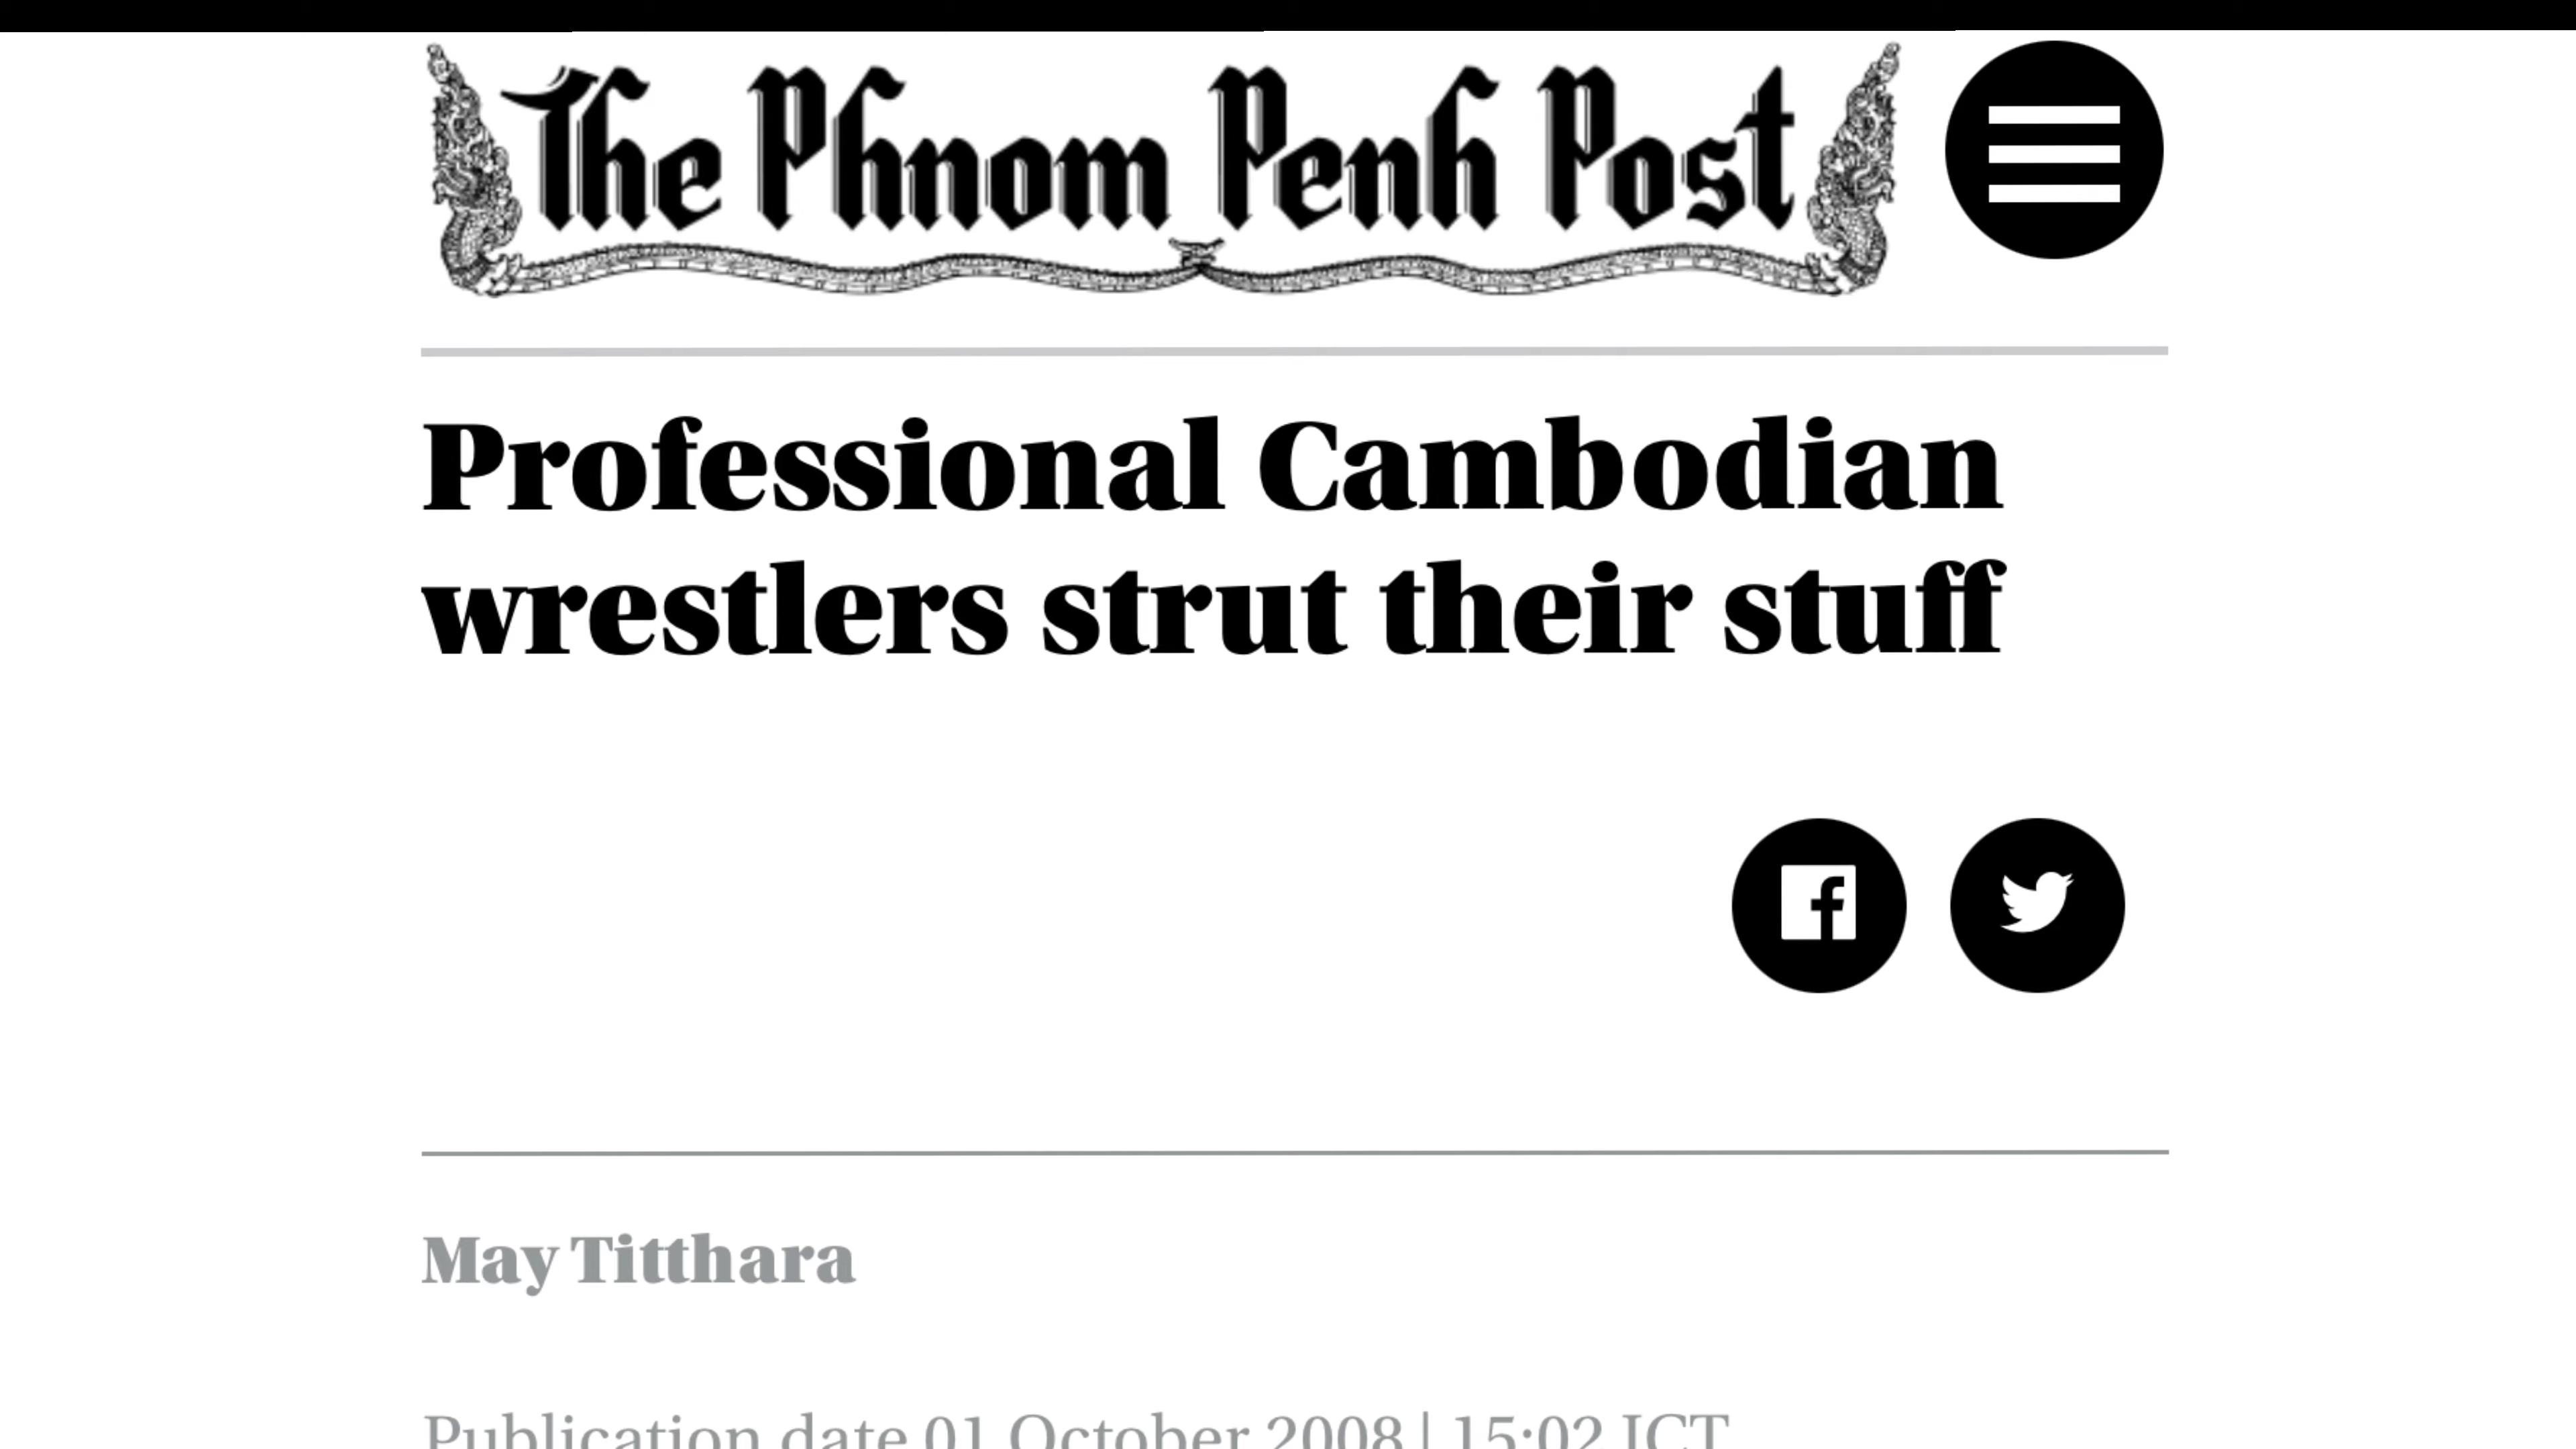 The Phnom Penh Post
Professional Cambodian
wrestlers strut their stuff
May Titthara
Publication date 01 October 2008 | 15:02 ICT